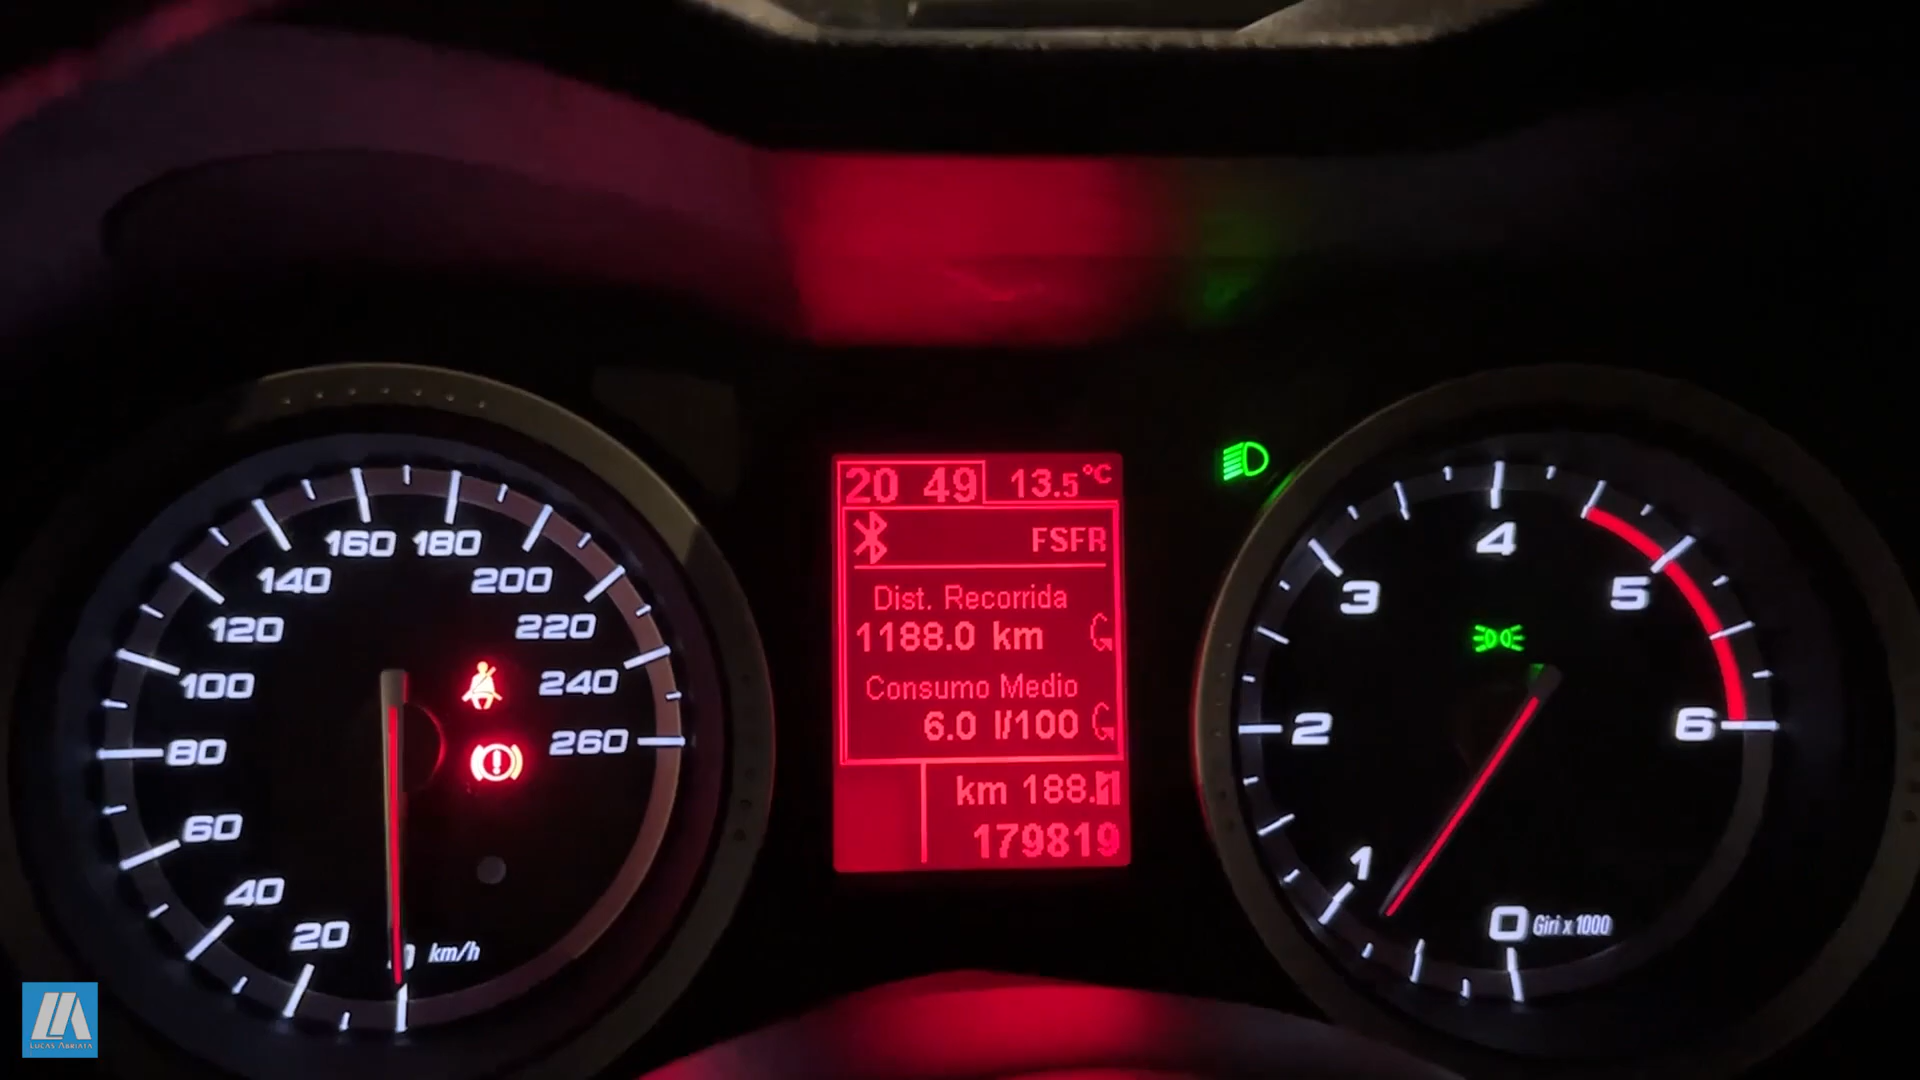 20 49 13.5°C
FSFR
Dist. Recorrida
1188.0 km
Consumo Medio
6.0 l/100
km 188.1
179819
20
40
60
80
100
120
140
160
180
200
220
240
260
km/h
0
1
2
3
4
5
6
Giri x 1000
LUCAS ABRIATA